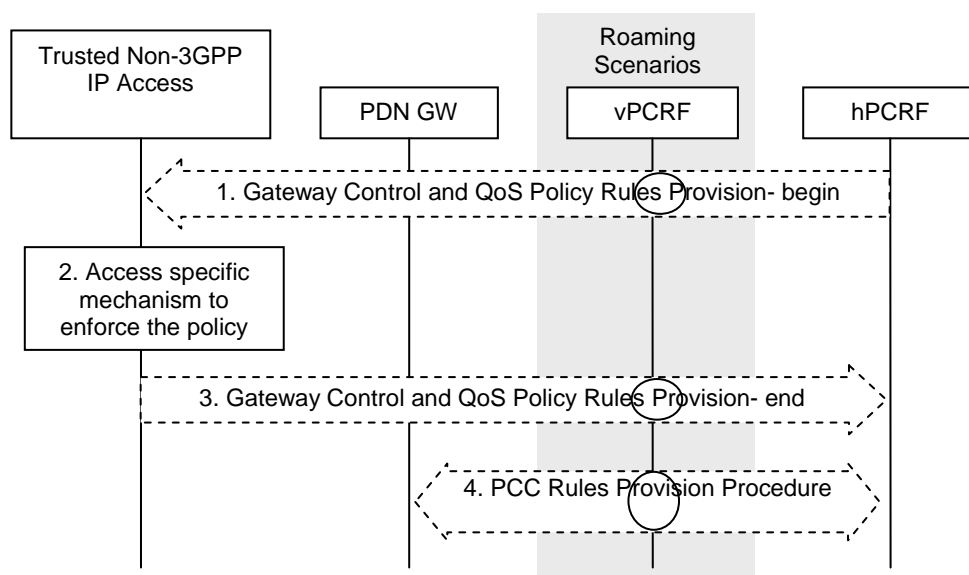 Roaming
Scenarios
Trusted Non-3GPP
IP Access
PDN GW
vPCRF
hPCRF
1. Gateway Control and QoS Policy Rules Provision- begin
2. Access specific
mechanism to
enforce the policy
3. Gateway Control and QoS Policy Rules Provision- end
4. PCC Rules Provision Procedure